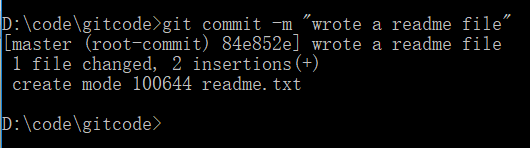 D:\code\gitcode>git commit -m "wrote a readme file"
[master (root-commit) 84e852e] wrote a readme file
1 file changed, 2 insertions(+)
create mode 100644 readme.txt
D:\code\gitcode>